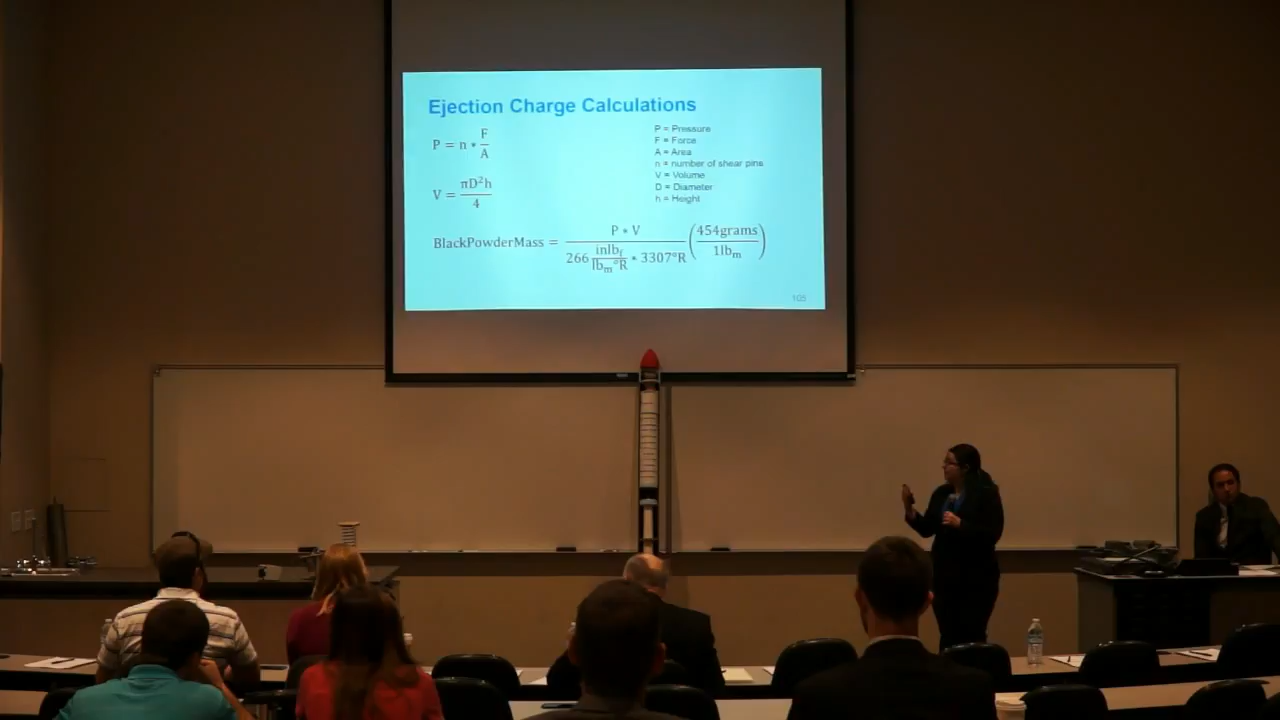 Ejection Charge Calculations
P = n * F/A
V = πD²h/4
BlackPowderMass = P * V / 266 inlb_f/lb_m°R * 3307°R (454grams/1lb_m)
P = Pressure
F = Force
A = Area
n = number of shear pins
V = Volume
D = Diameter
h = Height
105